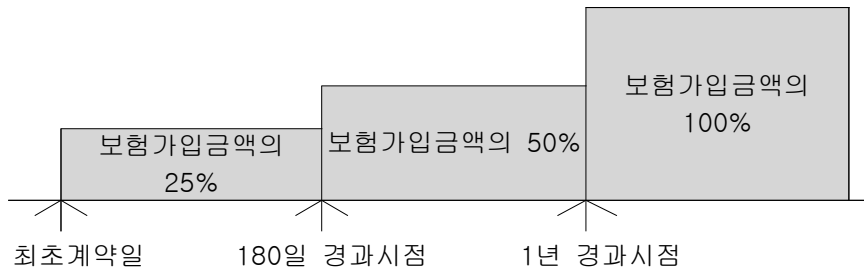 보험가입금액의
100%
보험가입금액의 50%
보험가입금액의
25%
최초계약일
180일 경과시점
1년 경과시점